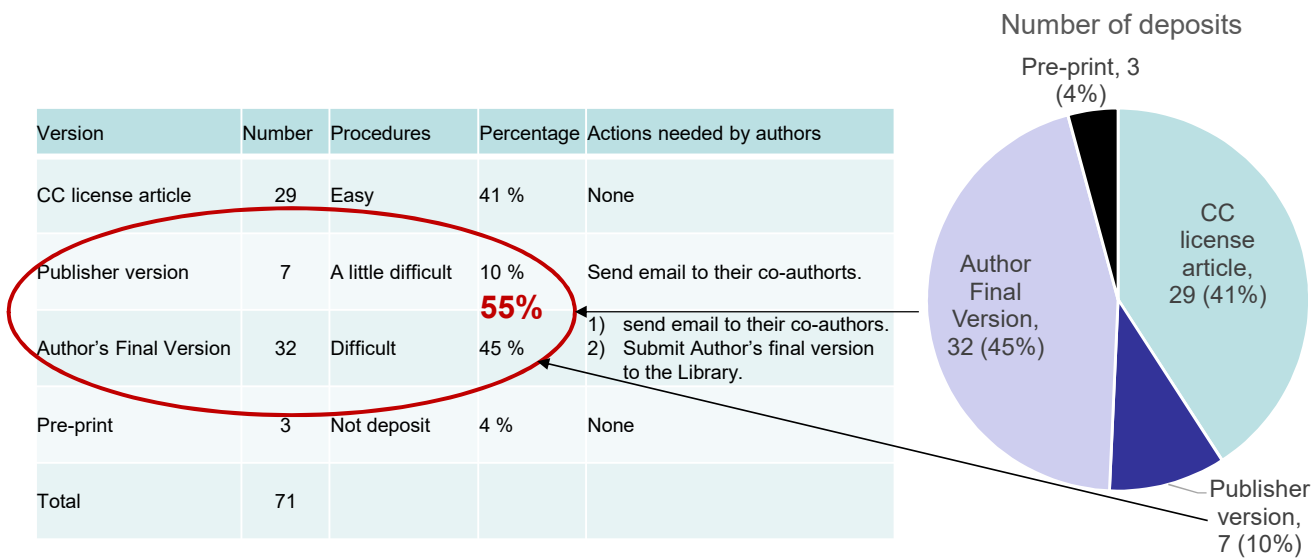 Number of deposits
Pre-print, 3
(4%)
CC
license
article,
29 (41%)
Author
Final
Version,
32 (45%)
Publisher
version,
7 (10%)
Version Number Procedures Percentage Actions needed by authors
CC license article 29 Easy 41 % None
Publisher version 7 A little difficult 10 % Send email to their co-authorts.
55%
1) send email to their co-authors.
Author's Final Version 32 Difficult 45 % 2) Submit Author's final version
to the Library.
Pre-print 3 Not deposit 4 % None
Total 71